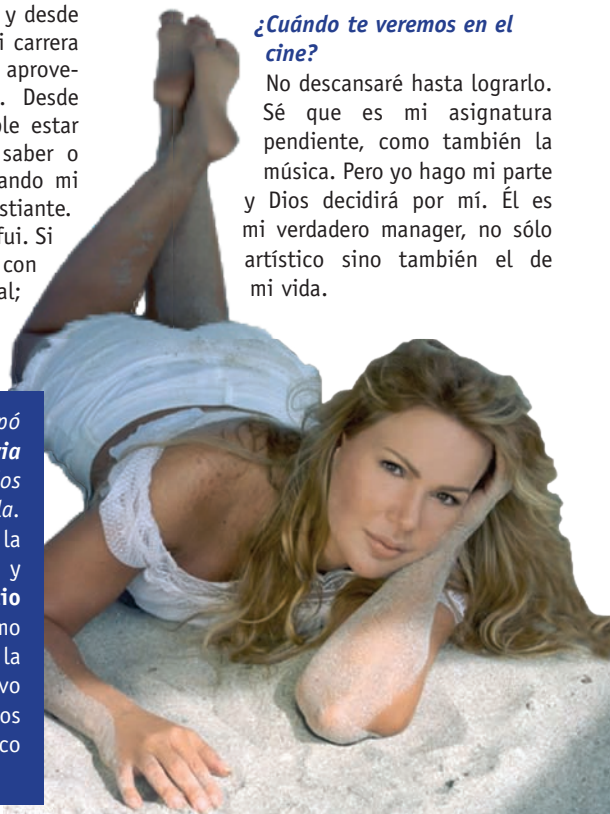 y desde
i carrera
aprove-
. Desde
le estar
saber o
ando mi
stiante.
fui. Si
con
al;
pó
ria
os
la.
la
y
io
mo
la
vo
os
co
¿Cuándo te veremos en el
cine?
No descansaré hasta lograrlo.
Sé que es mi asignatura
pendiente, como también la
música. Pero yo hago mi parte
y Dios decidirá por mí. Él es
mi verdadero manager, no sólo
artístico sino también el de
mi vida.